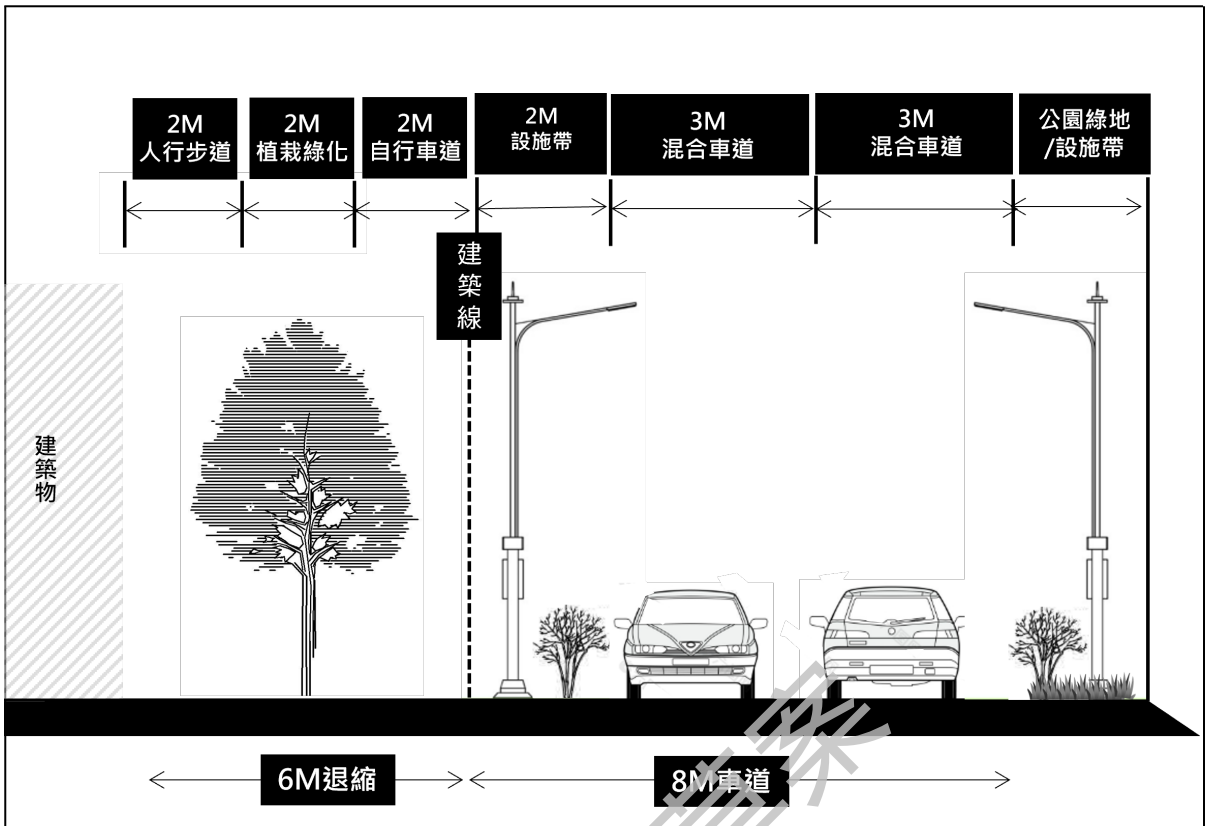 2M
人行步道
2M
植栽綠化
2M
自行車道
2M
設施帶
3M
混合車道
3M
混合車道
公園綠地
/設施帶
建築線
建築物
6M退縮
8M車道
草案